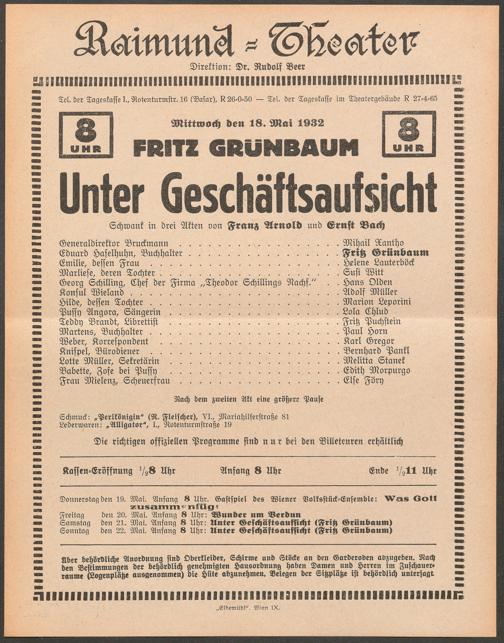 Raimund-Theater
Direktion: Dr. Rudolf Beer
Tel. der Tageskasse I., Rotenturmstr. 16 (Basar), R 26-0-50 — Tel. der Tageskasse im Theatergebäude R 27-4-65
8 UHR
Mittwoch den 18. Mai 1932
8 UHR
FRITZ GRÜNBAUM
Unter Geschäftsaufsicht
Schwank in drei Akten von Franz Arnold und Ernst Bach
Generaldirektor Bruckmann . . . Mihail Xantho
Eduard Haselhuhn, Buchhalter . . . Fritz Grünbaum
Emilie, dessen Frau . . . Helene Lauterböck
Marliese, deren Tochter . . . Susi Witt
Georg Schilling, Chef der Firma „Theodor Schillings Nachf." . . . Hans Olden
Konsul Wieland . . . Adolf Müller
Hilde, dessen Tochter . . . Marion Leporini
Pussy Angora, Sängerin . . . Lola Chlud
Teddy Brandt, Librettist . . . Fritz Puchstein
Martens, Buchhalter . . . Paul Horn
Weber, Korrespondent . . . Karl Gregor
Knispel, Bürodiener . . . Bernhard Pankl
Lotte Müller, Sekretärin . . . Melitta Stanek
Babette, Zofe bei Pussy . . . Edith Morpurgo
Frau Mielenz, Scheuerfrau . . . Else Föry
Nach dem zweiten Akt eine größere Pause
Schmuck: „Perlkönigin" (R. Fleischer), VI., Mariahilferstraße 81
Lederwaren: „Alligator", I., Rotenturmstraße 19
Die richtigen offiziellen Programme sind nur bei den Billeteuren erhältlich
Kassen-Eröffnung ½8 Uhr Anfang 8 Uhr Ende ½11 Uhr
Donnerstag den 19. Mai. Anfang 8 Uhr. Gastspiel des Wiener Volksstück-Ensemble: Was Gott
zusammenfügt
Freitag den 20. Mai. Anfang 8 Uhr: Wunder um Verdun
Samstag den 21. Mai. Anfang 8 Uhr: Unter Geschäftsaufsicht (Fritz Grünbaum)
Sonntag den 22. Mai. Anfang 8 Uhr: Unter Geschäftsaufsicht (Fritz Grünbaum)
Über behördliche Anordnung sind Oberkleider, Schirme und Stöcke an den Garderoben abzugeben. Nach
den Bestimmungen der behördlich genehmigten Hausordnung haben Damen und Herren im Zuschauer-
raume (Logenplätze ausgenommen) die Hüte abzunehmen. Belegen der Sitzplätze ist behördlich untersagt.
„Elbemühl". Wien IX.